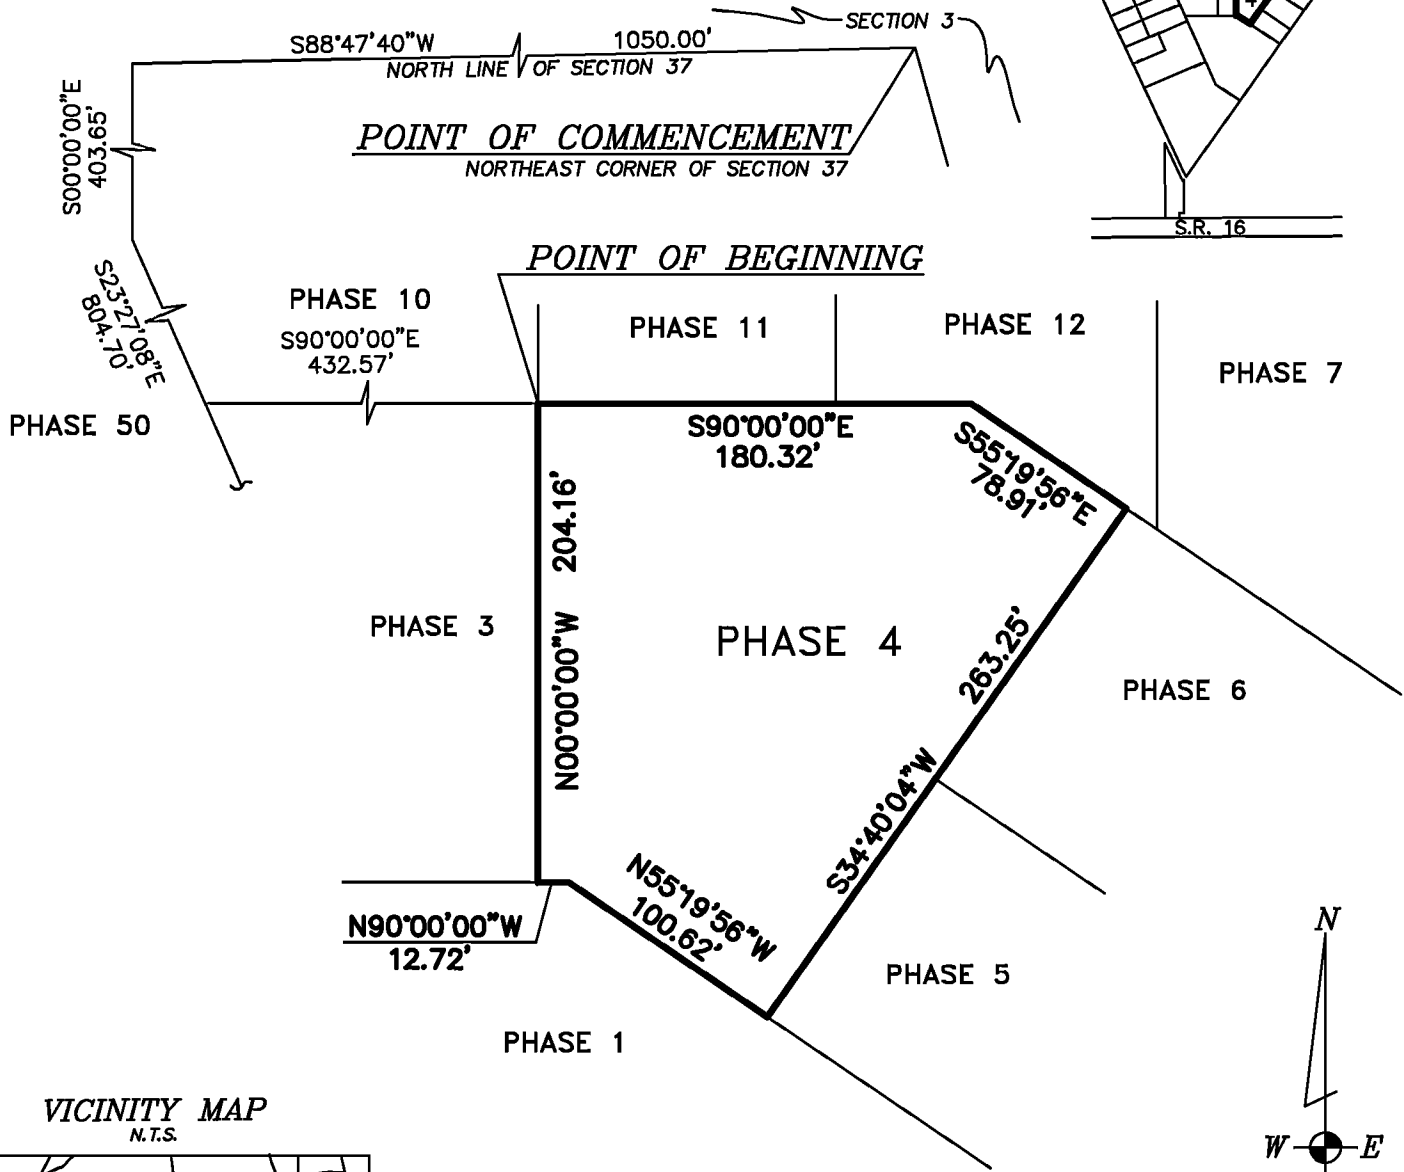 SECTION 3
S88°47'40"W 1050.00'
NORTH LINE OF SECTION 37
S00°00'00"E
403.65'
POINT OF COMMENCEMENT
NORTHEAST CORNER OF SECTION 37
S.R. 16
POINT OF BEGINNING
S23°27'08"E
804.70'
PHASE 10
S90°00'00"E
432.57'
PHASE 11
PHASE 12
PHASE 7
PHASE 50
S90°00'00"E
180.32'
S55°19'56"E
78.91'
204.16'
N00°00'00"W
PHASE 3
PHASE 4
263.25'
S34°40'04"W
PHASE 6
N55°19'56"W
100.62'
N90°00'00"W
12.72'
PHASE 5
PHASE 1
N
W E
VICINITY MAP
N.T.S.